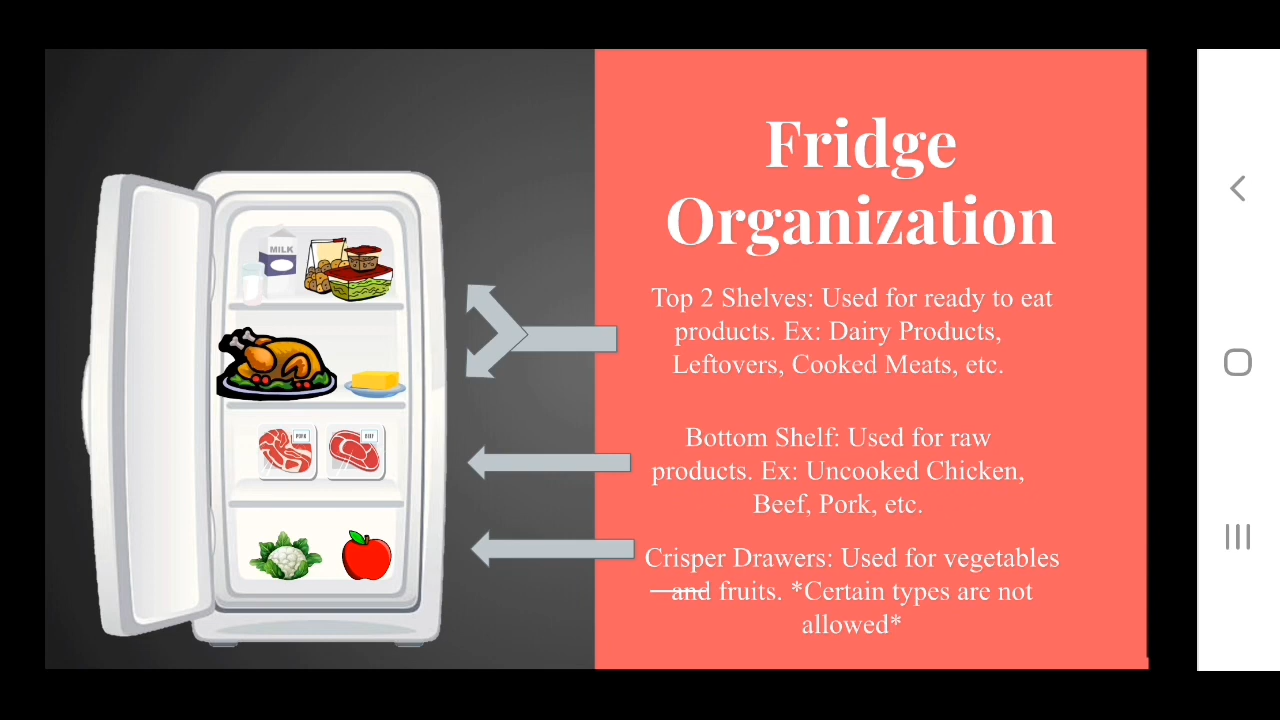 Fridge
Organization
MILK
Top 2 Shelves: Used for ready to eat
products. Ex: Dairy Products,
Leftovers, Cooked Meats, etc.
Bottom Shelf: Used for raw
products. Ex: Uncooked Chicken,
Beef, Pork, etc.
PORK
BEEF
Crisper Drawers: Used for vegetables
and fruits. *Certain types are not
allowed*